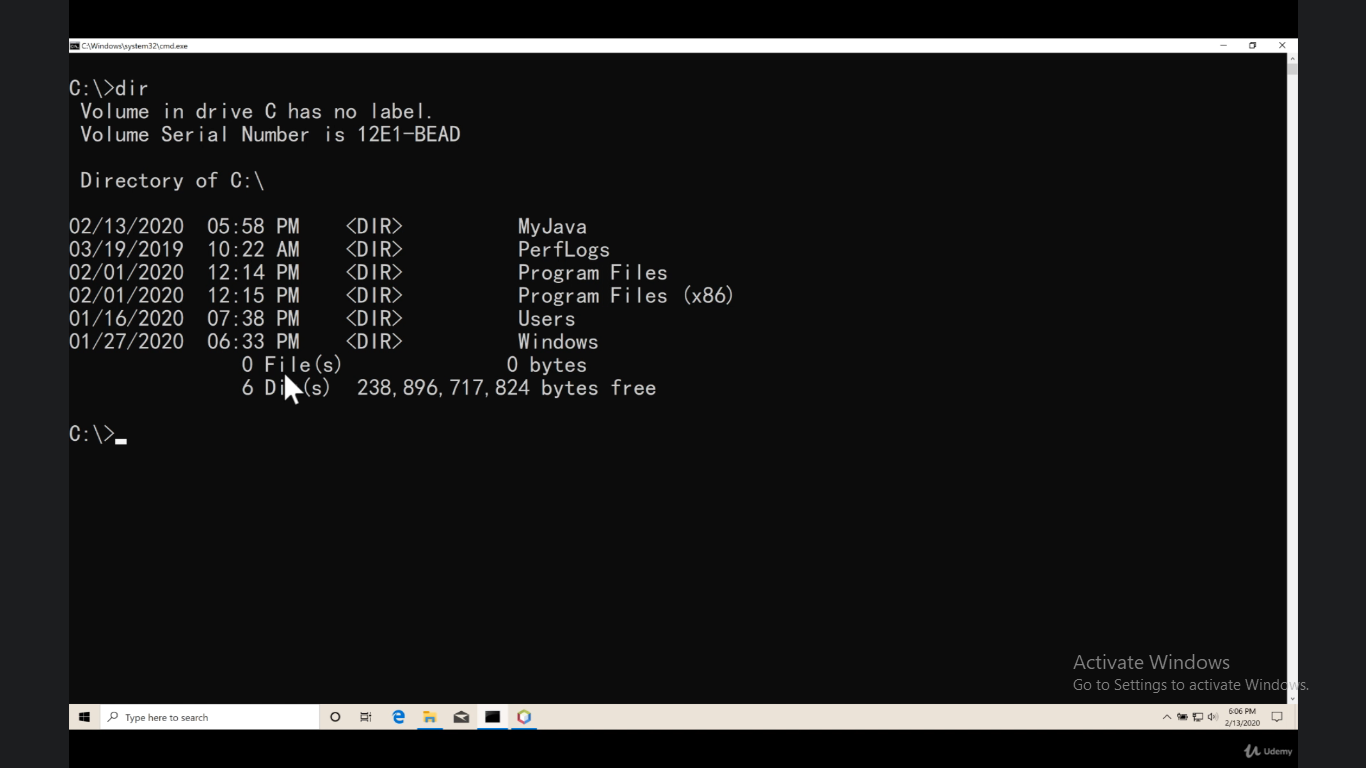 C:\Windows\system32\cmd.exe
C:\>dir
Volume in drive C has no label.
Volume Serial Number is 12E1-BEAD
Directory of C:\
02/13/2020 05:58 PM <DIR> MyJava
03/19/2019 10:22 AM <DIR> PerfLogs
02/01/2020 12:14 PM <DIR> Program Files
02/01/2020 12:15 PM <DIR> Program Files (x86)
01/16/2020 07:38 PM <DIR> Users
01/27/2020 06:33 PM <DIR> Windows
0 File(s) 0 bytes
6 Dir(s) 238,896,717,824 bytes free
C:\>
Activate Windows
Go to Settings to activate Windows.
Type here to search
6:06 PM
2/13/2020
Udemy